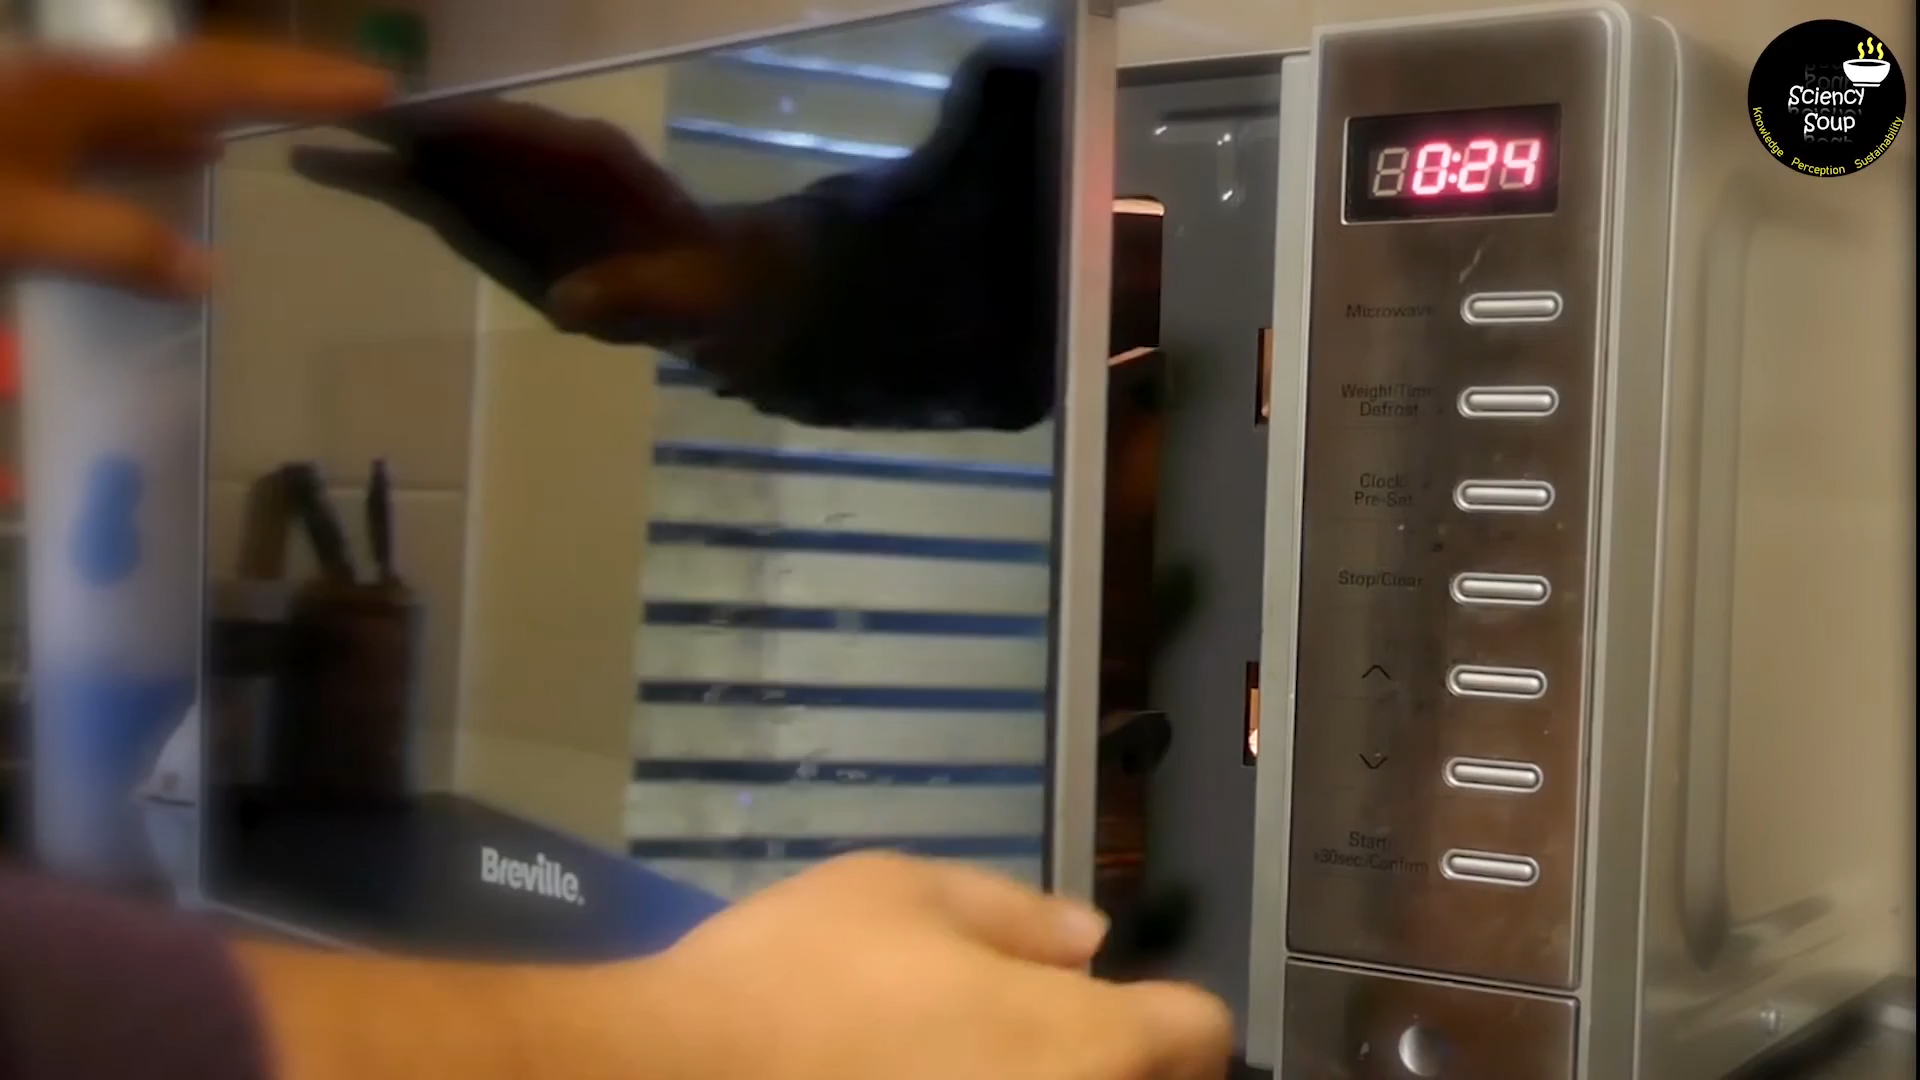 0:24
Microwave
Weight/Time
Defrost
Clock/
Pre-Set
Stop/Clear
Start/
+30sec/Confirm
Breville
Sciency
Soup
Knowledge Perception Sustainability